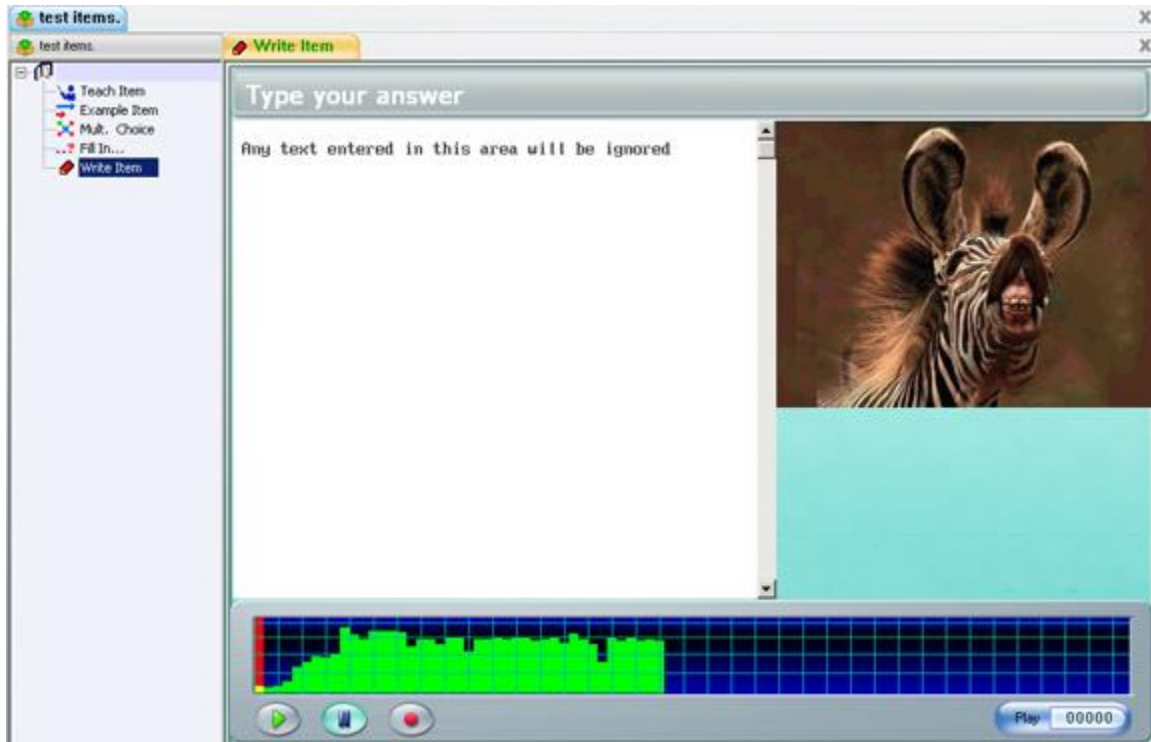 test items.
test items.
Write Item
Teach Item
Example Item
Mult. Choice
Fill In...
Write Item
Type your answer
Any text entered in this area will be ignored
Play 00000